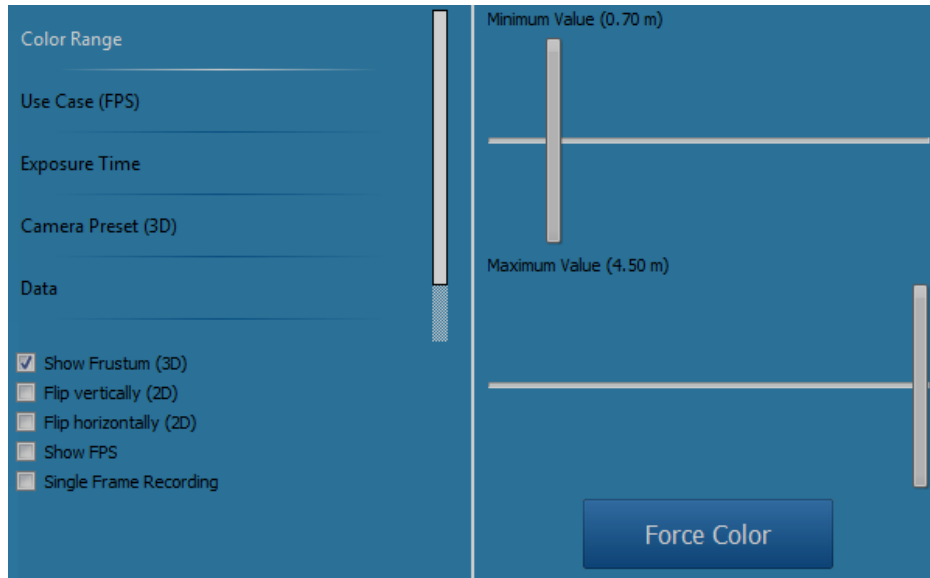 Color Range
Use Case (FPS)
Exposure Time
Camera Preset (3D)
Data
Show Frustum (3D)
Flip vertically (2D)
Flip horizontally (2D)
Show FPS
Single Frame Recording
Minimum Value (0.70 m)
Maximum Value (4.50 m)
Force Color